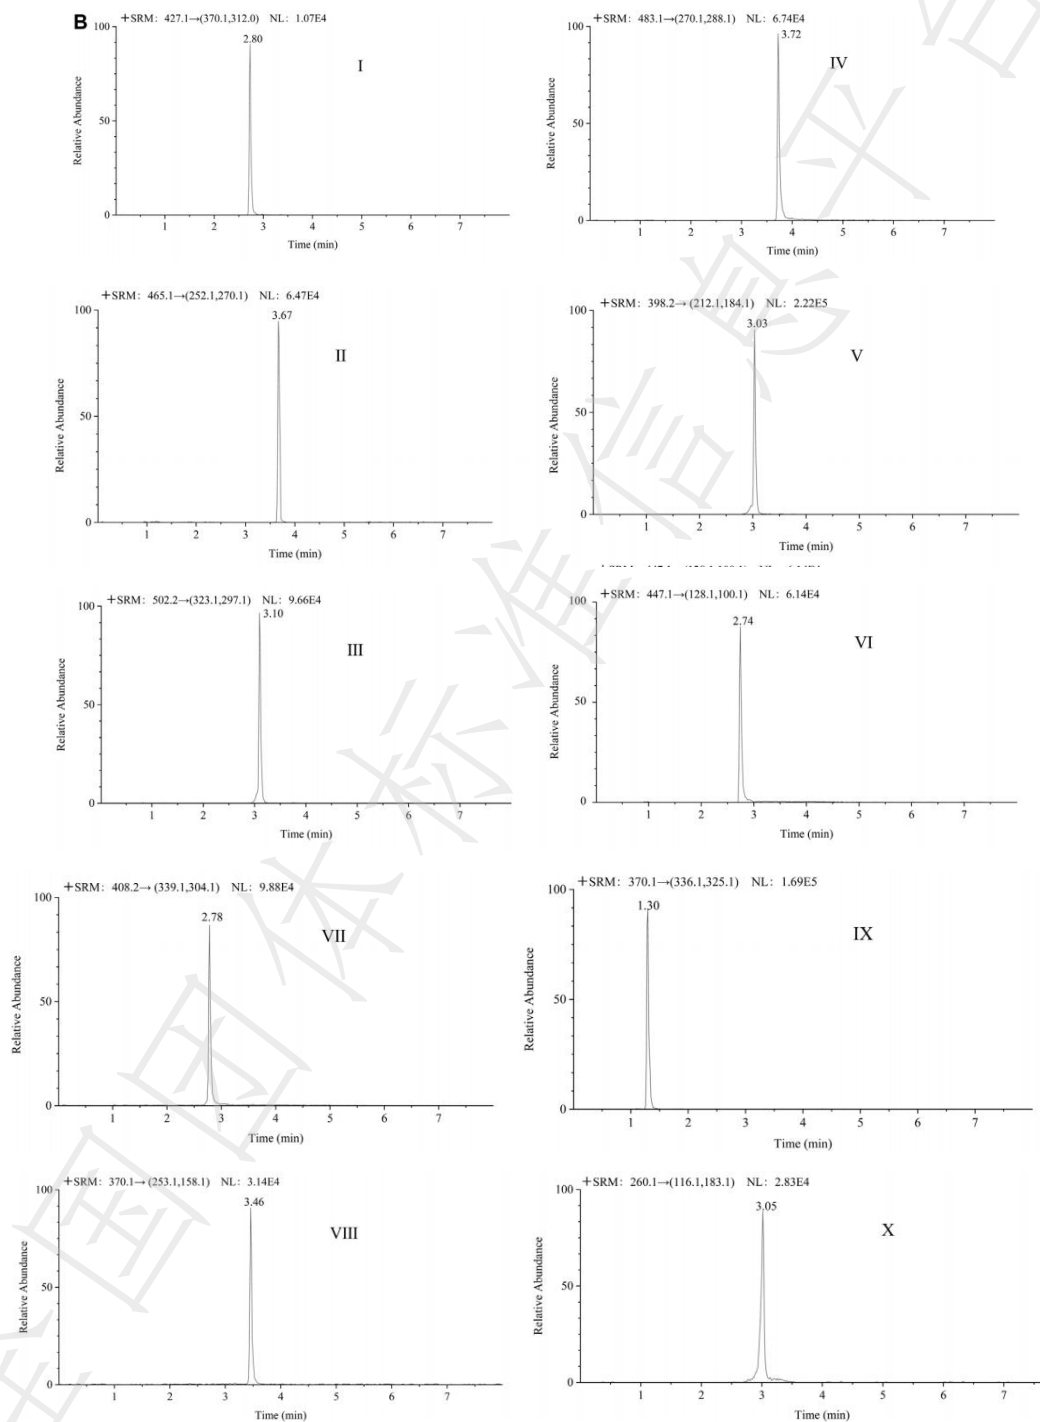 B
+SRM: 427.1→(370.1,312.0) NL: 1.07E4
100
2.80
I
50
0
Relative Abundance
1 2 3 4 5 6 7
Time (min)
+SRM: 483.1→(270.1,288.1) NL: 6.74E4
100
3.72
IV
50
0
Relative Abundance
1 2 3 4 5 6 7
Time (min)
+SRM: 465.1→(252.1,270.1) NL: 6.47E4
100
3.67
II
50
0
Relative Abundance
1 2 3 4 5 6 7
Time (min)
+SRM: 398.2→ (212.1,184.1) NL: 2.22E5
100
3.03
V
50
0
Relative Abundance
1 2 3 4 5 6 7
Time (min)
+SRM: 502.2→(323.1,297.1) NL: 9.66E4
100
3.10
III
50
0
Relative Abundance
1 2 3 4 5 6 7
Time (min)
+SRM: 447.1→(128.1,100.1) NL: 6.14E4
100
2.74
VI
50
0
Relative Abundance
1 2 3 4 5 6 7
Time (min)
+SRM: 408.2→ (339.1,304.1) NL: 9.88E4
100
2.78
VII
50
0
Relative Abundance
1 2 3 4 5 6 7
Time (min)
+SRM: 370.1→(336.1,325.1) NL: 1.69E5
100
1.30
IX
50
0
Relative Abundance
1 2 3 4 5 6 7
Time (min)
+SRM: 370.1→ (253.1,158.1) NL: 3.14E4
100
3.46
VIII
50
0
Relative Abundance
1 2 3 4 5 6 7
Time (min)
+SRM: 260.1→(116.1,183.1) NL: 2.83E4
100
3.05
X
50
0
Relative Abundance
1 2 3 4 5 6 7
Time (min)
国团体标准信息平台